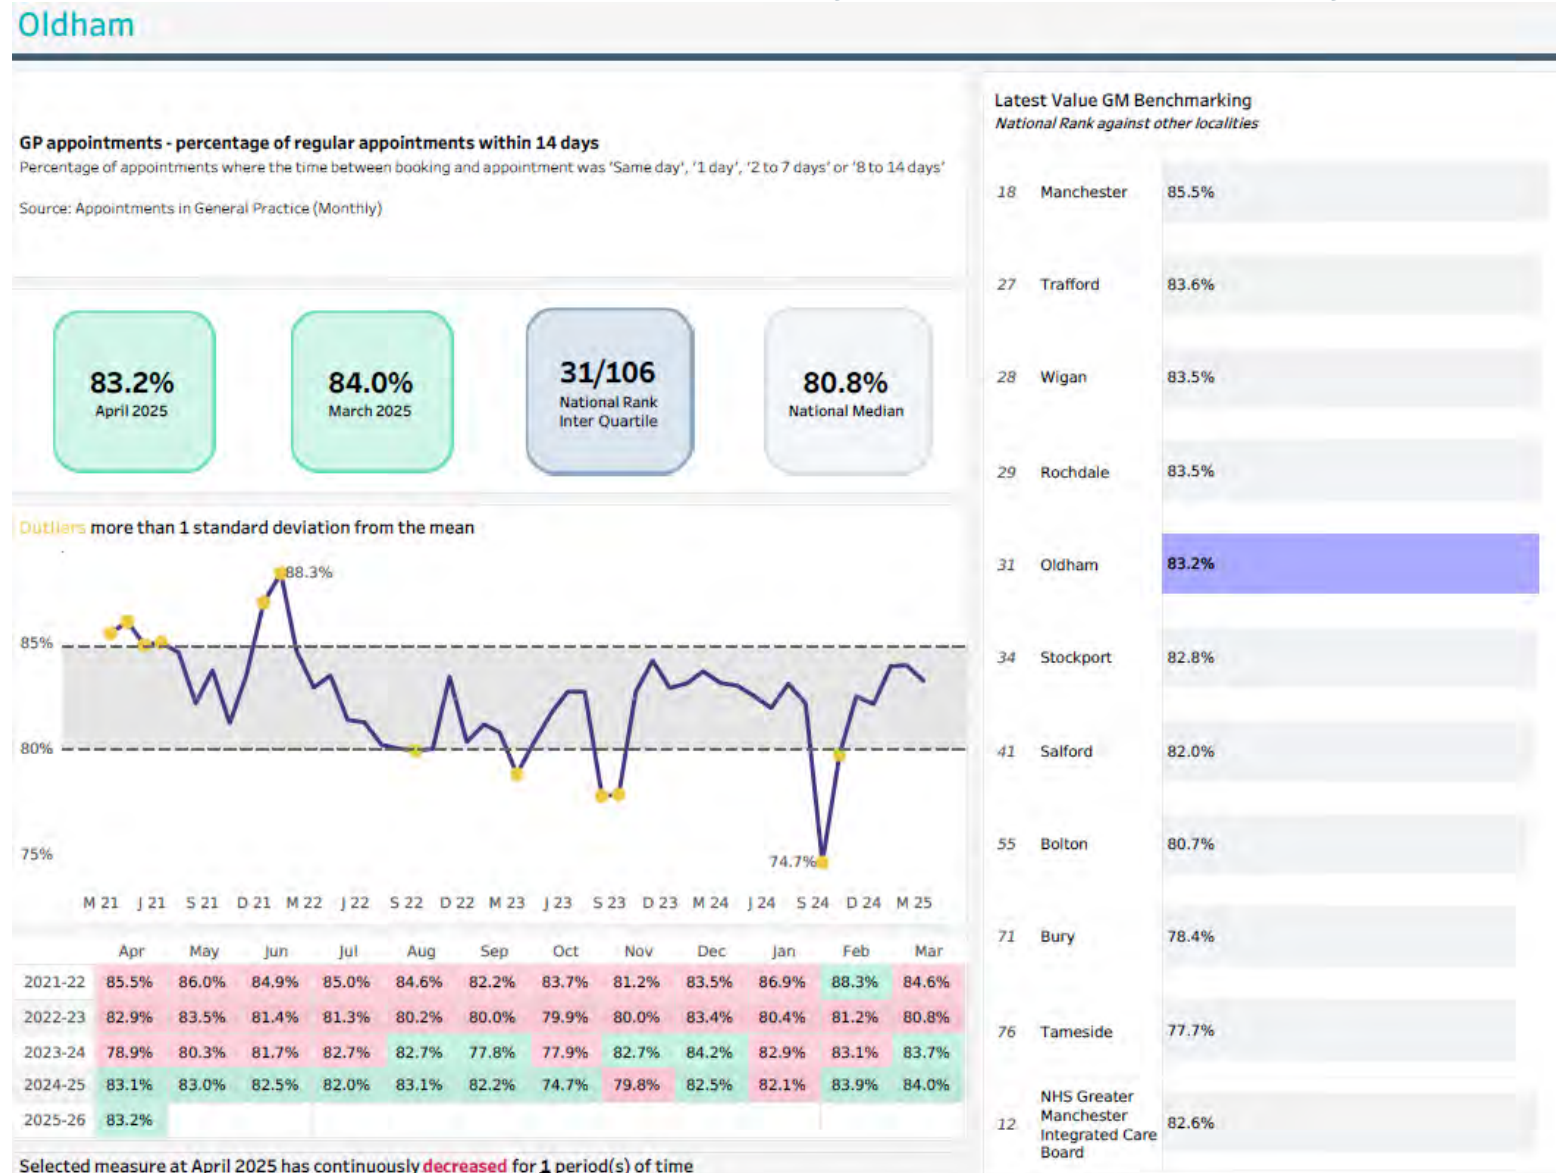 Oldham
GP appointments - percentage of regular appointments within 14 days
Percentage of appointments where the time between booking and appointment was 'Same day', '1 day', '2 to 7 days' or '8 to 14 days'
Source: Appointments in General Practice (Monthly)
83.2%
April 2025
84.0%
March 2025
31/106
National Rank
Inter Quartile
80.8%
National Median
Outliers more than 1 standard deviation from the mean
88.3%
85%
80%
75%
74.7%
M 21 J 21 S 21 D 21 M 22 J 22 S 22 D 22 M 23 J 23 S 23 D 23 M 24 J 24 S 24 D 24 M 25
Apr May Jun Jul Aug Sep Oct Nov Dec Jan Feb Mar
2021-22 85.5% 86.0% 84.9% 85.0% 84.6% 82.2% 83.7% 81.2% 83.5% 86.9% 88.3% 84.6%
2022-23 82.9% 83.5% 81.4% 81.3% 80.2% 80.0% 79.9% 80.0% 83.4% 80.4% 81.2% 80.8%
2023-24 78.9% 80.3% 81.7% 82.7% 82.7% 77.8% 77.9% 82.7% 84.2% 82.9% 83.1% 83.7%
2024-25 83.1% 83.0% 82.5% 82.0% 83.1% 82.2% 74.7% 79.8% 82.5% 82.1% 83.9% 84.0%
2025-26 83.2%
Selected measure at April 2025 has continuously decreased for 1 period(s) of time
Latest Value GM Benchmarking
National Rank against other localities
18 Manchester 85.5%
27 Trafford 83.6%
28 Wigan 83.5%
29 Rochdale 83.5%
31 Oldham 83.2%
34 Stockport 82.8%
41 Salford 82.0%
55 Bolton 80.7%
71 Bury 78.4%
76 Tameside 77.7%
NHS Greater
Manchester
12 Integrated Care 82.6%
Board